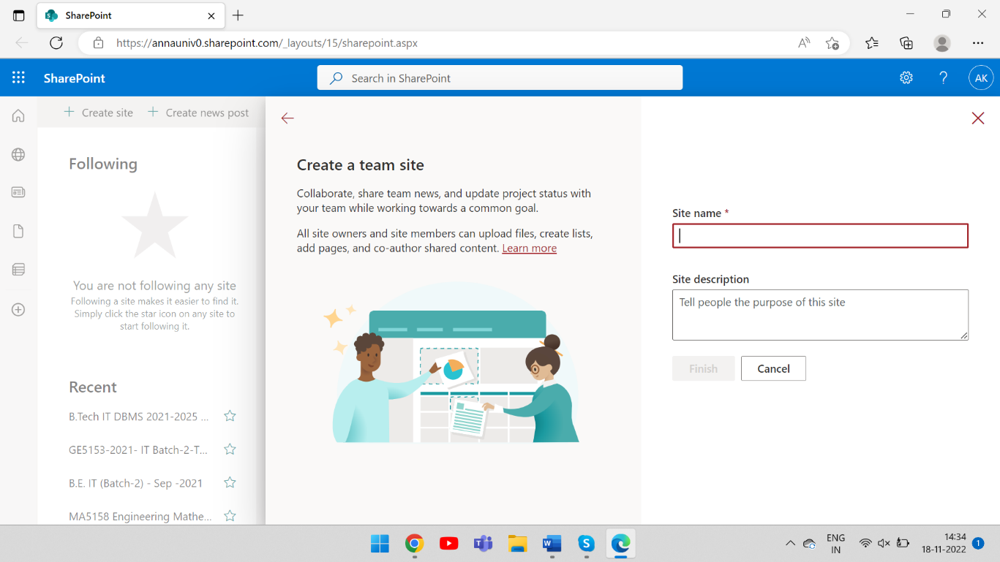 SharePoint
https://annauniv0.sharepoint.com/_layouts/15/sharepoint.aspx
SharePoint
Search in SharePoint
AK
Create site
Create news post
Following
You are not following any site
Following a site makes it easier to find it.
Simply click the star icon on any site to
start following it.
Recent
B.Tech IT DBMS 2021-2025 ...
GE5153-2021- IT Batch-2-T...
B.E. IT (Batch-2) - Sep -2021
MA5158 Engineering Mathe...
Create a team site
Collaborate, share team news, and update project status with
your team while working towards a common goal.
All site owners and site members can upload files, create lists,
add pages, and co-author shared content. Learn more
Site name *
Site description
Tell people the purpose of this site
Finish
Cancel
ENG
IN
14:34
18-11-2022
1